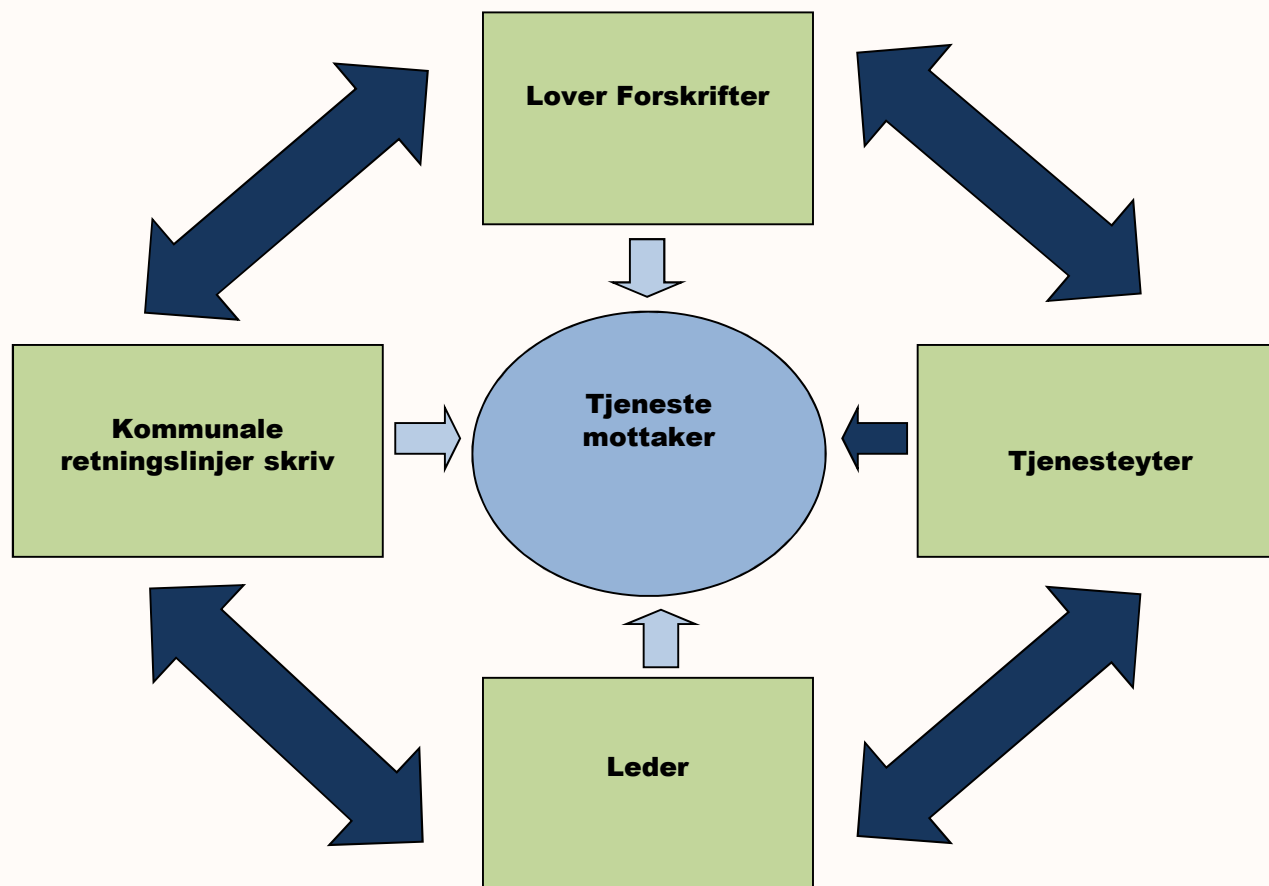 Lover Forskrifter
Kommunale
retningslinjer skriv
Tjeneste
mottaker
Tjenesteyter
Leder